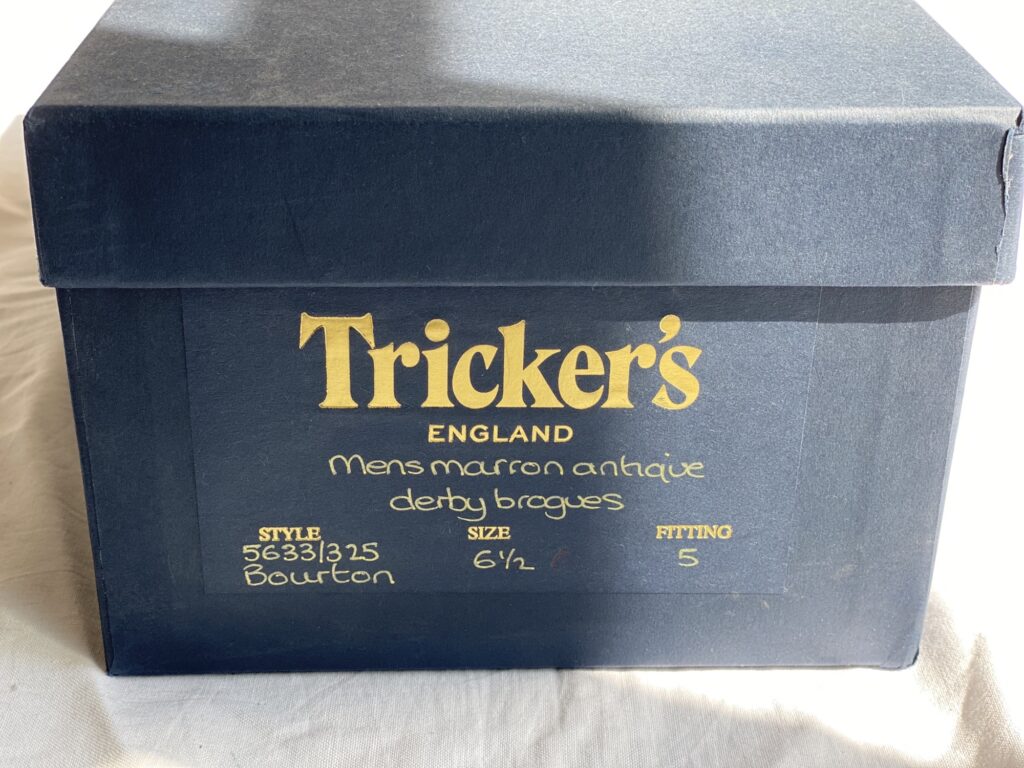 Tricker's
ENGLAND
Mens marron antique
derby brogues
STYLE SIZE FITTING
5633/325 6½ 5
Bourton